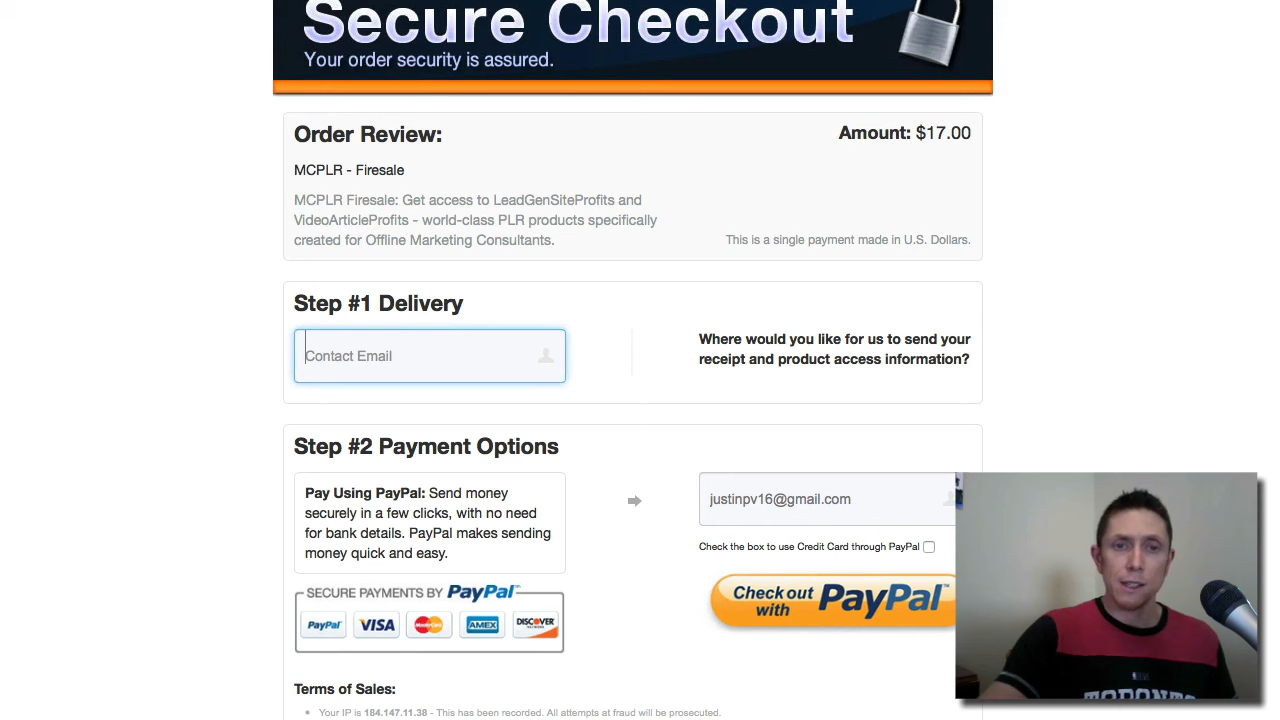 Secure Checkout
Your order security is assured.
Order Review:
Amount: $17.00
MCPLR - Firesale
MCPLR Firesale: Get access to LeadGenSiteProfits and
VideoArticleProfits - world-class PLR products specifically
created for Offline Marketing Consultants.
This is a single payment made in U.S. Dollars.
Step #1 Delivery
Contact Email
Where would you like for us to send your
receipt and product access information?
Step #2 Payment Options
Pay Using PayPal: Send money
securely in a few clicks, with no need
for bank details. PayPal makes sending
money quick and easy.
justinpv16@gmail.com
Check the box to use Credit Card through PayPal
Check out
with PayPal™
SECURE PAYMENTS BY PayPal™
PayPal VISA MasterCard AMEX DISCOVER
NETWORK
Terms of Sales:
• Your IP is 184.147.11.38 - This has been recorded. All attempts at fraud will be prosecuted.
TORONTO